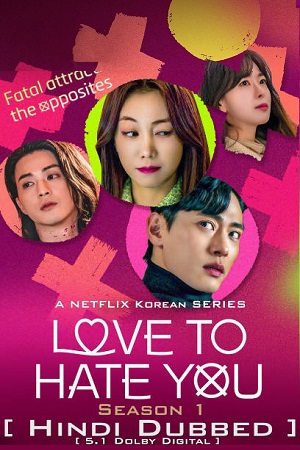 Fatal attrac
the opposites
A NETFLIX Korean SERIES
LOVE TO
HATE YOU
SEASON 1
[ HINDI DUBBED ]
[ 5.1 DOLBY DIGITAL ]